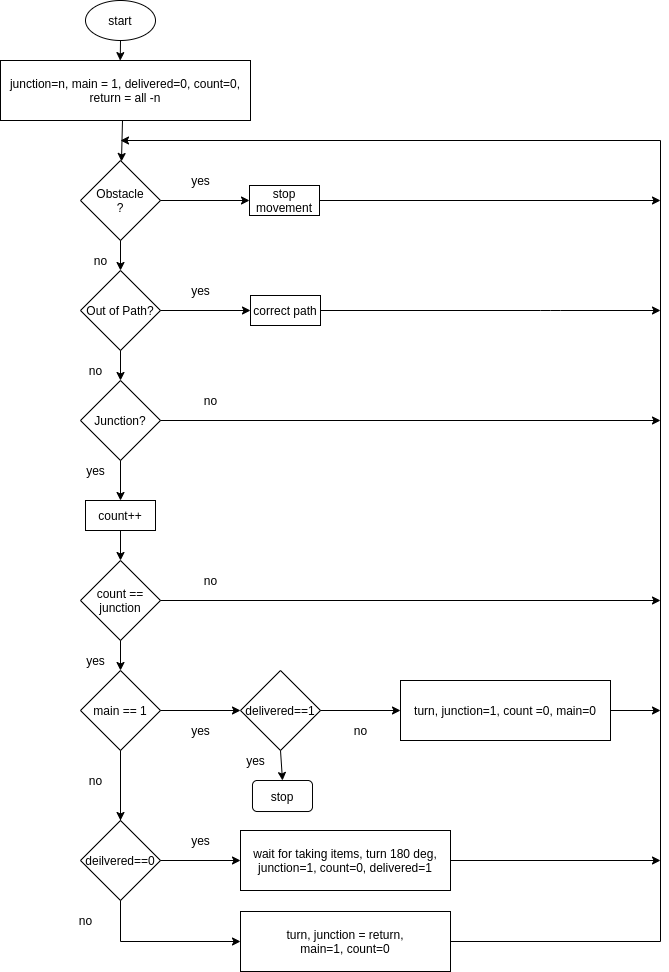 start
junction=n, main = 1, delivered=0, count=0,
return = all -n
Obstacle
?
yes
stop
movement
no
Out of Path?
yes
correct path
no
Junction?
no
yes
count++
count ==
junction
no
yes
main == 1
yes
delivered==1
no
turn, junction=1, count =0, main=0
yes
stop
no
deilvered==0
yes
wait for taking items, turn 180 deg,
junction=1, count=0, delivered=1
no
turn, junction = return,
main=1, count=0